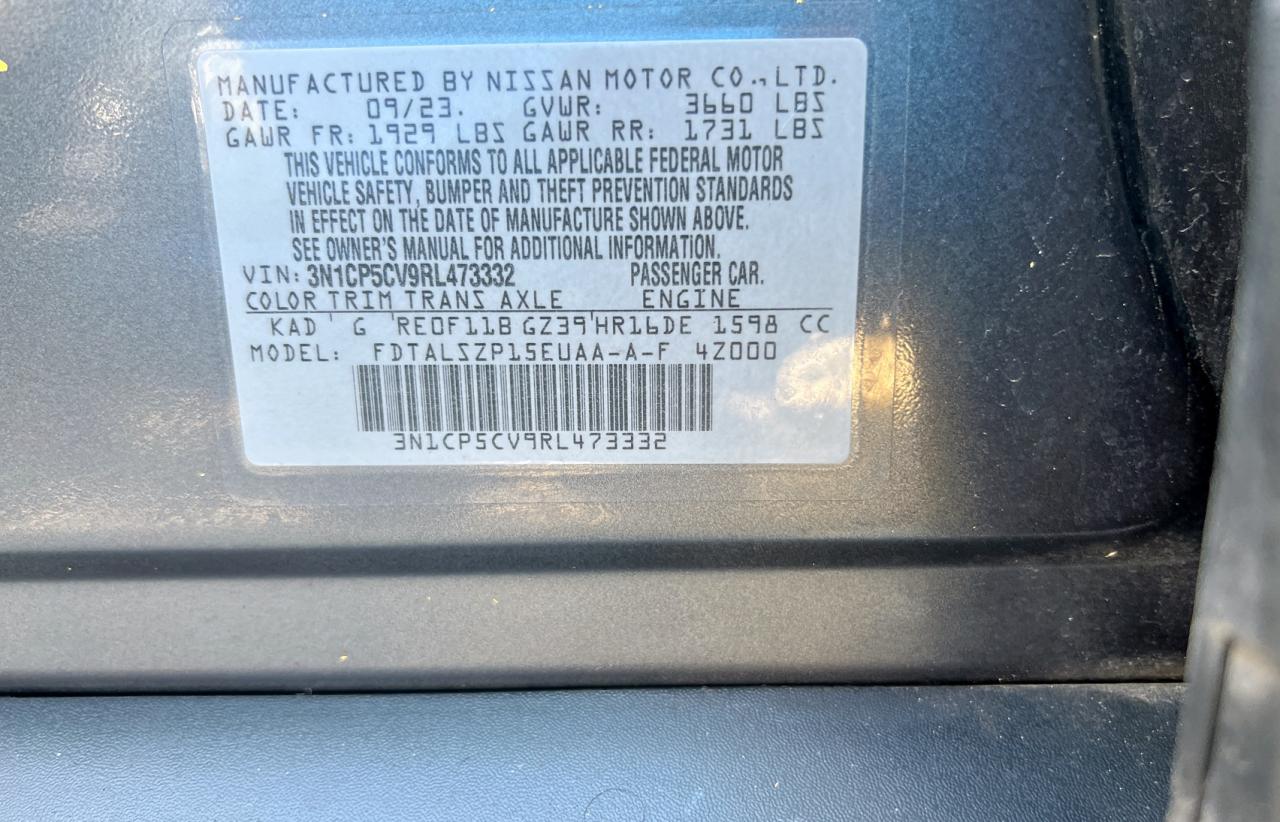 MANUFACTURED BY NISSAN MOTOR CO., LTD.
DATE: 09/23. GVWR: 3660 LBS
GAWR FR: 1929 LBS GAWR RR: 1731 LBS
THIS VEHICLE CONFORMS TO ALL APPLICABLE FEDERAL MOTOR
VEHICLE SAFETY, BUMPER AND THEFT PREVENTION STANDARDS
IN EFFECT ON THE DATE OF MANUFACTURE SHOWN ABOVE.
SEE OWNER'S MANUAL FOR ADDITIONAL INFORMATION.
VIN: 3N1CP5CV9RL473332 PASSENGER CAR.
COLOR TRIM TRANS AXLE ENGINE
KAD ' G ' RE0F11B GZ39 ' HR16DE 1598 CC
MODEL: FDTALSZP15EUAA-A-F 4Z000
3N1CP5CV9RL473332